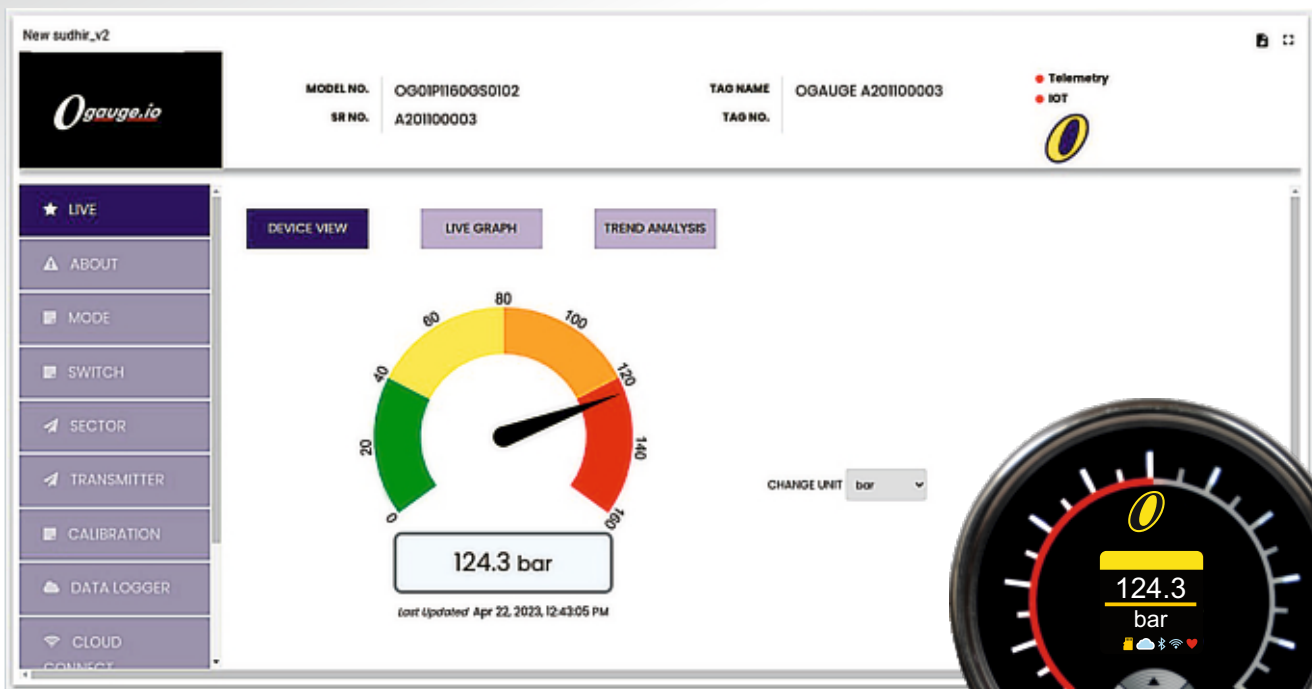 New sudhir_v2
Ogauge.io
MODEL NO. OG01P1160GS0102
SR NO. A201100003
TAG NAME OGAUGE A201100003
TAG NO.
Telemetry
IOT
LIVE
ABOUT
MODE
SWITCH
SECTOR
TRANSMITTER
CALIBRATION
DATA LOGGER
CLOUD
CONNECT
DEVICE VIEW LIVE GRAPH TREND ANALYSIS
0
20
40
60
80
100
120
140
160
124.3 bar
Last Updated Apr 22, 2023, 12:43:05 PM
CHANGE UNIT bar
124.3
bar